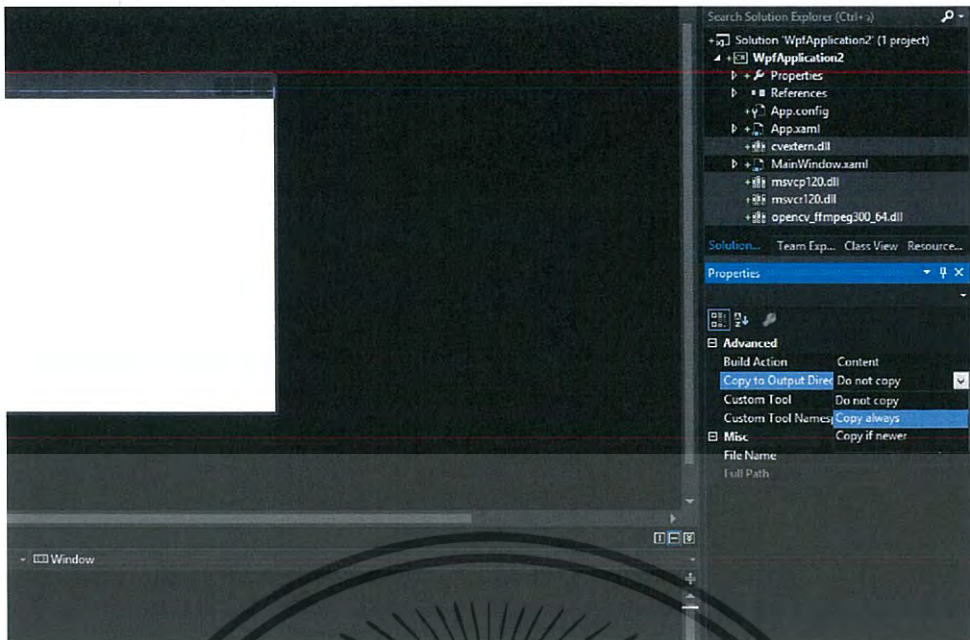 Search Solution Explorer (Ctrl+;)
Solution 'WpfApplication2' (1 project)
WpfApplication2
Properties
References
App.config
App.xaml
cvextern.dll
MainWindow.xaml
msvcp120.dll
msvcr120.dll
opencv_ffmpeg300_64.dll
Solution... Team Exp... Class View Resource...
Properties
Advanced
Build Action Content
Copy to Output Direc Do not copy
Custom Tool Do not copy
Custom Tool Names Copy always
Misc Copy if newer
File Name
Full Path
Window